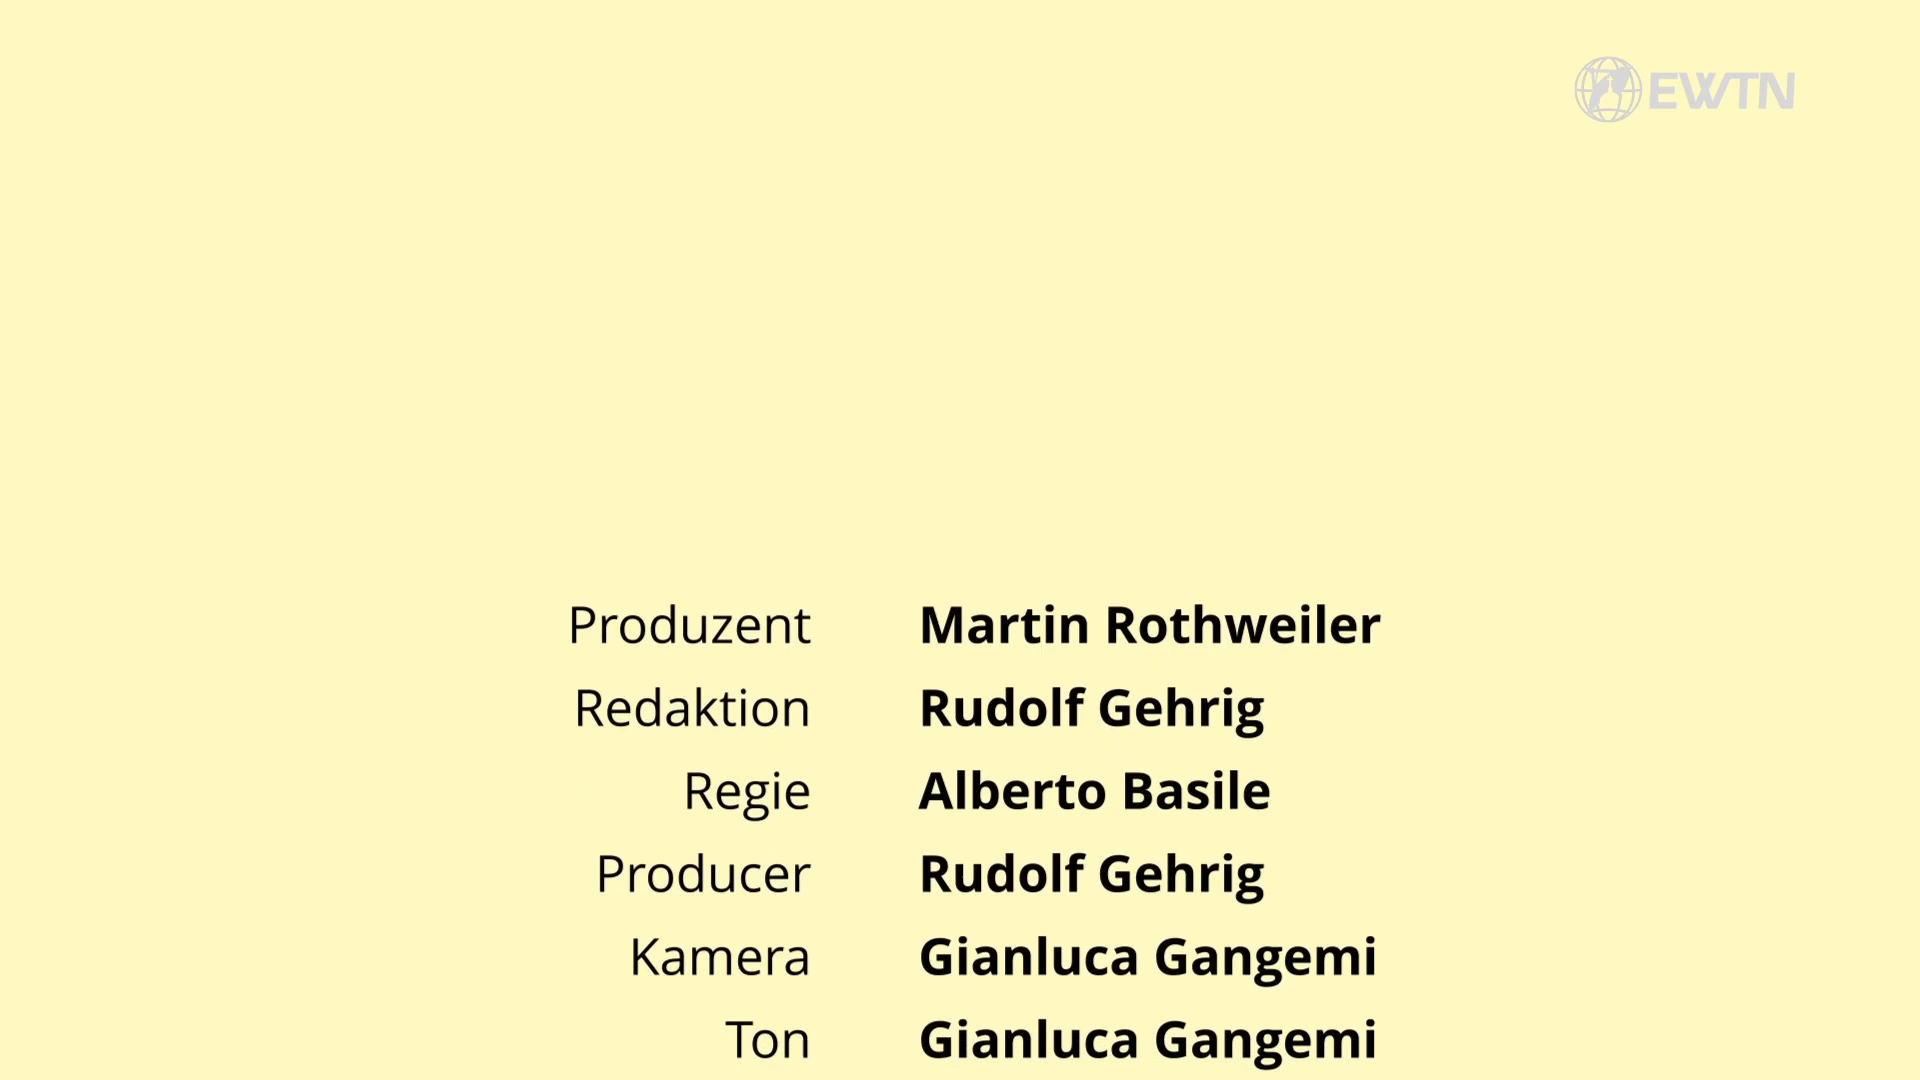 EWTN
Produzent Martin Rothweiler
Redaktion Rudolf Gehrig
Regie Alberto Basile
Producer Rudolf Gehrig
Kamera Gianluca Gangemi
Ton Gianluca Gangemi